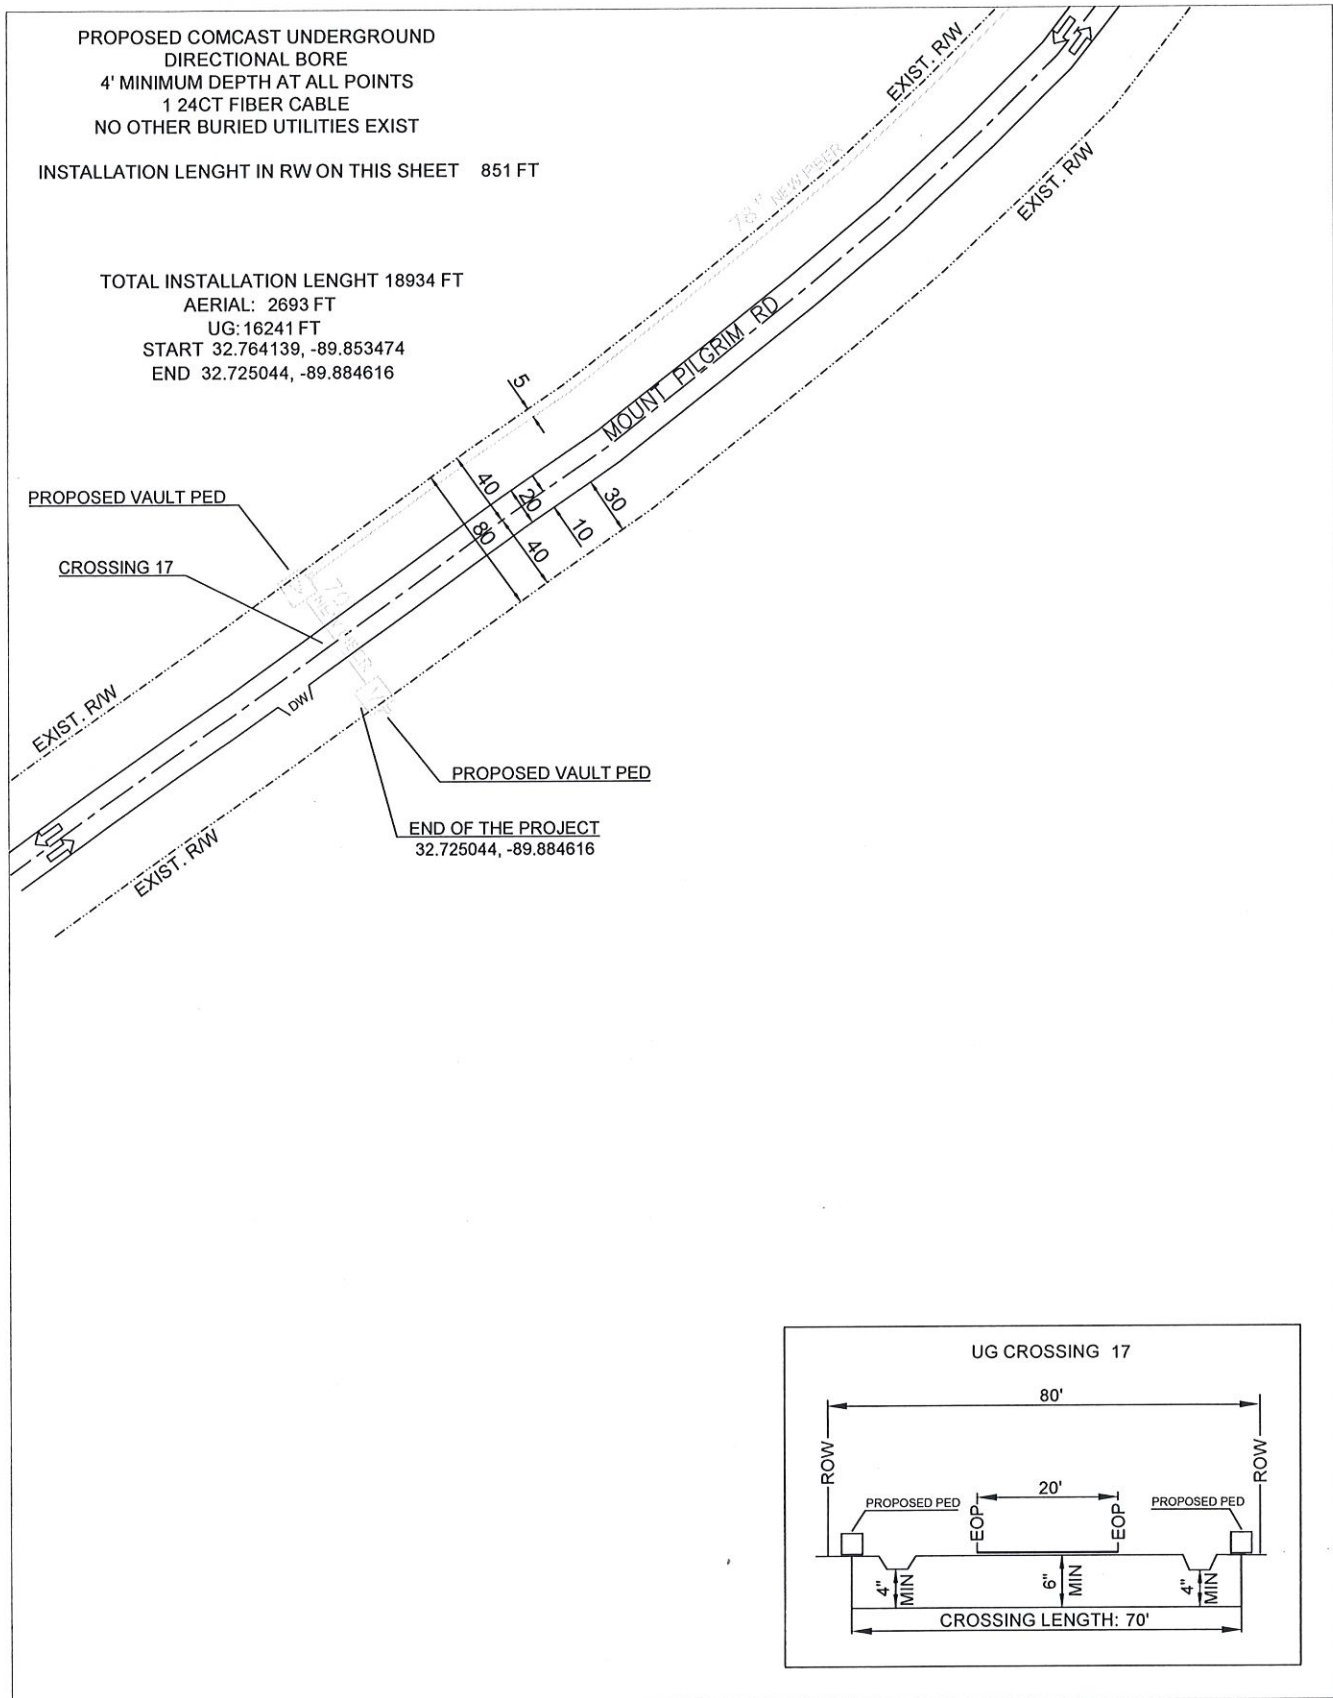 PROPOSED COMCAST UNDERGROUND
DIRECTIONAL BORE
4' MINIMUM DEPTH AT ALL POINTS
1 24CT FIBER CABLE
NO OTHER BURIED UTILITIES EXIST
INSTALLATION LENGHT IN RW ON THIS SHEET 851 FT
TOTAL INSTALLATION LENGHT 18934 FT
AERIAL: 2693 FT
UG: 16241 FT
START 32.764139, -89.853474
END 32.725044, -89.884616
EXIST. R/W
EXIST. R/W
NEW FIBER
MOUNT PILGRIM RD
5
40
20
30
80
40
10
PROPOSED VAULT PED
CROSSING 17
V
DW
V
EXIST. R/W
EXIST. R/W
PROPOSED VAULT PED
END OF THE PROJECT
32.725044, -89.884616
UG CROSSING 17
80'
ROW
ROW
20'
PROPOSED PED
PROPOSED PED
EOP
EOP
4" MIN
6" MIN
4" MIN
CROSSING LENGTH: 70'